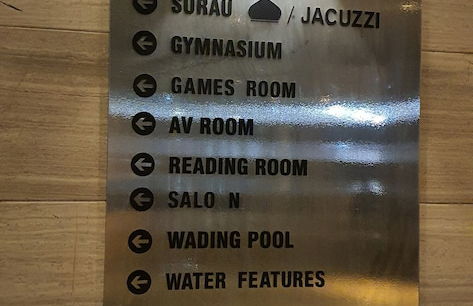 SURAU / JACUZZI
GYMNASIUM
GAMES ROOM
AV ROOM
READING ROOM
SALO N
WADING POOL
WATER FEATURES